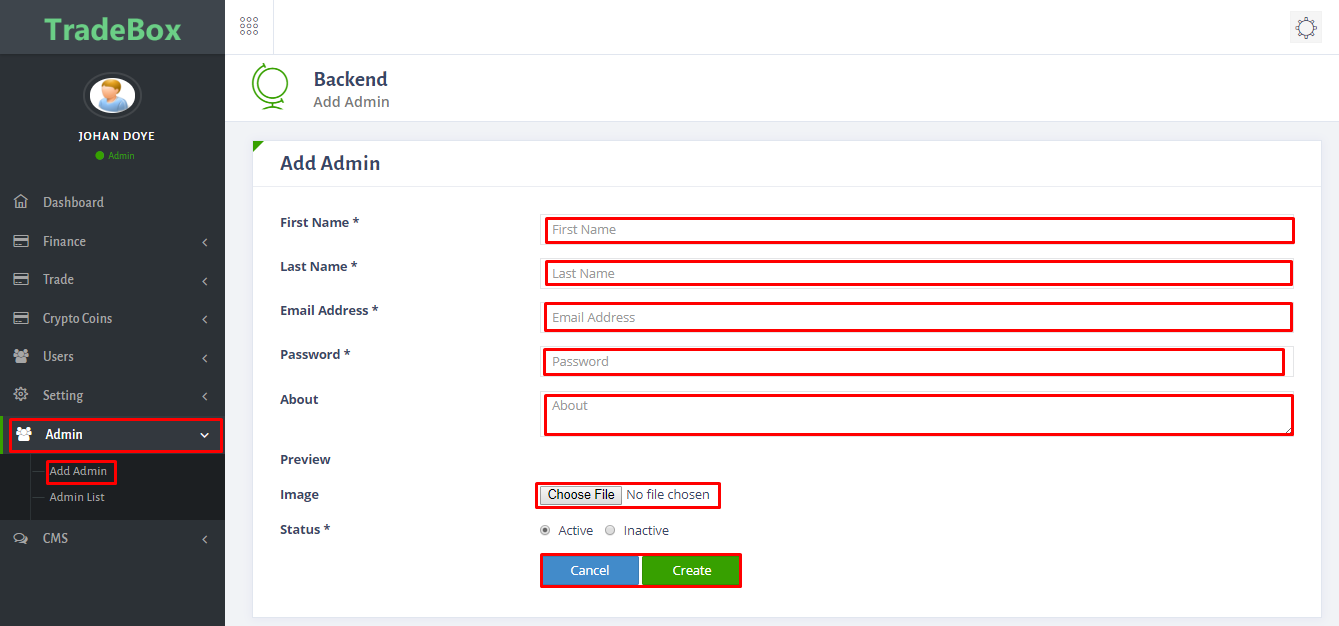 TradeBox
JOHAN DOYE
Admin
Dashboard
Finance
Trade
Crypto Coins
Users
Setting
Admin
Add Admin
Admin List
CMS
Backend
Add Admin
Add Admin
First Name *
First Name
Last Name *
Last Name
Email Address *
Email Address
Password *
Password
About
About
Preview
Image
Choose File No file chosen
Status *
Active Inactive
Cancel Create